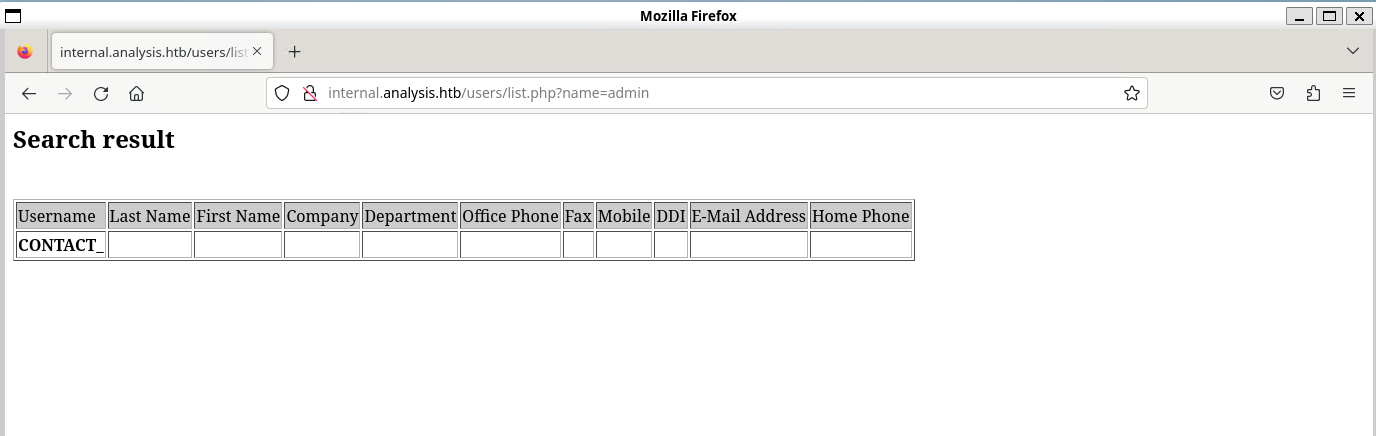 Mozilla Firefox
internal.analysis.htb/users/list
internal.analysis.htb/users/list.php?name=admin
Search result
Username Last Name First Name Company Department Office Phone Fax Mobile DDI E-Mail Address Home Phone
CONTACT_